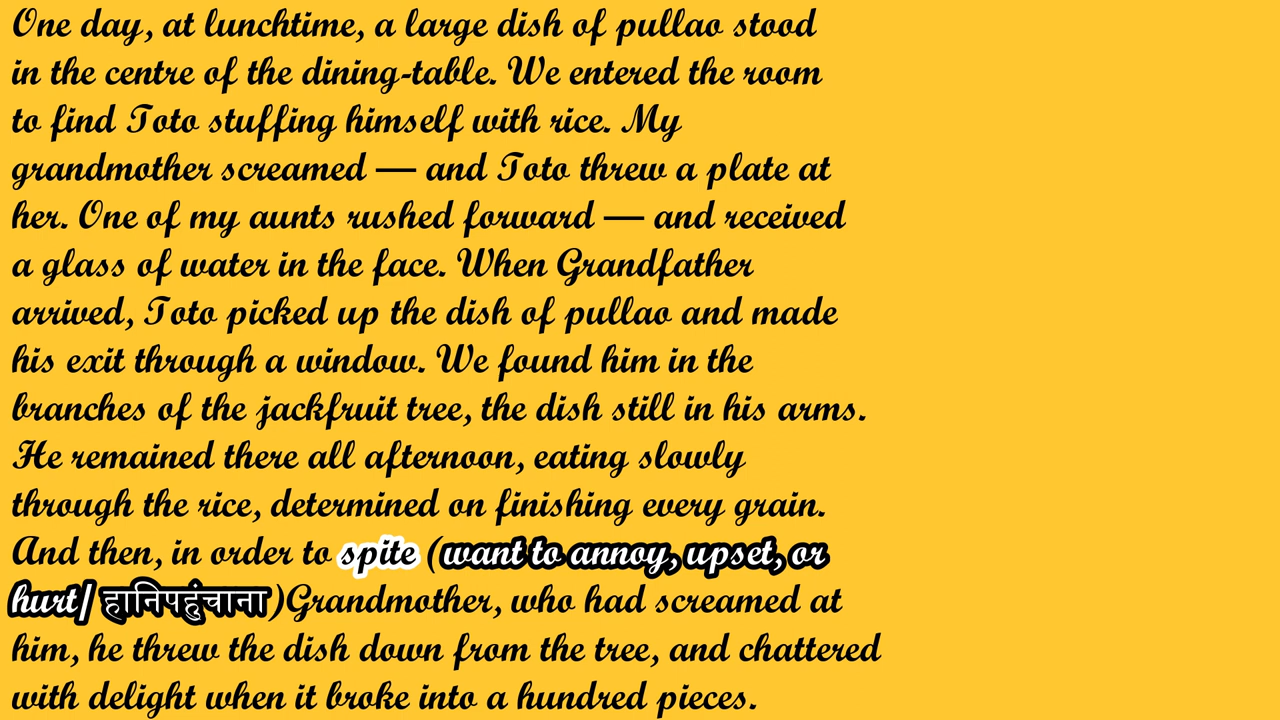 One day, at lunchtime, a large dish of pullao stood
in the centre of the dining-table. We entered the room
to find Toto stuffing himself with rice. My
grandmother screamed — and Toto threw a plate at
her. One of my aunts rushed forward — and received
a glass of water in the face. When Grandfather
arrived, Toto picked up the dish of pullao and made
his exit through a window. We found him in the
branches of the jackfruit tree, the dish still in his arms.
He remained there all afternoon, eating slowly
through the rice, determined on finishing every grain.
And then, in order to spite (want to annoy, upset, or
hurt/ हानिपहुंचाना)Grandmother, who had screamed at
him, he threw the dish down from the tree, and chattered
with delight when it broke into a hundred pieces.